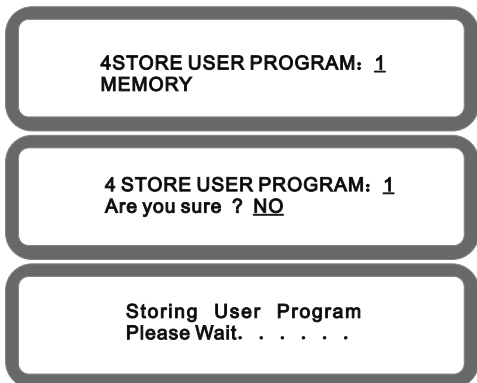 4STORE USER PROGRAM: 1
MEMORY
4 STORE USER PROGRAM: 1
Are you sure ? NO
Storing User Program
Please Wait. . . . . .